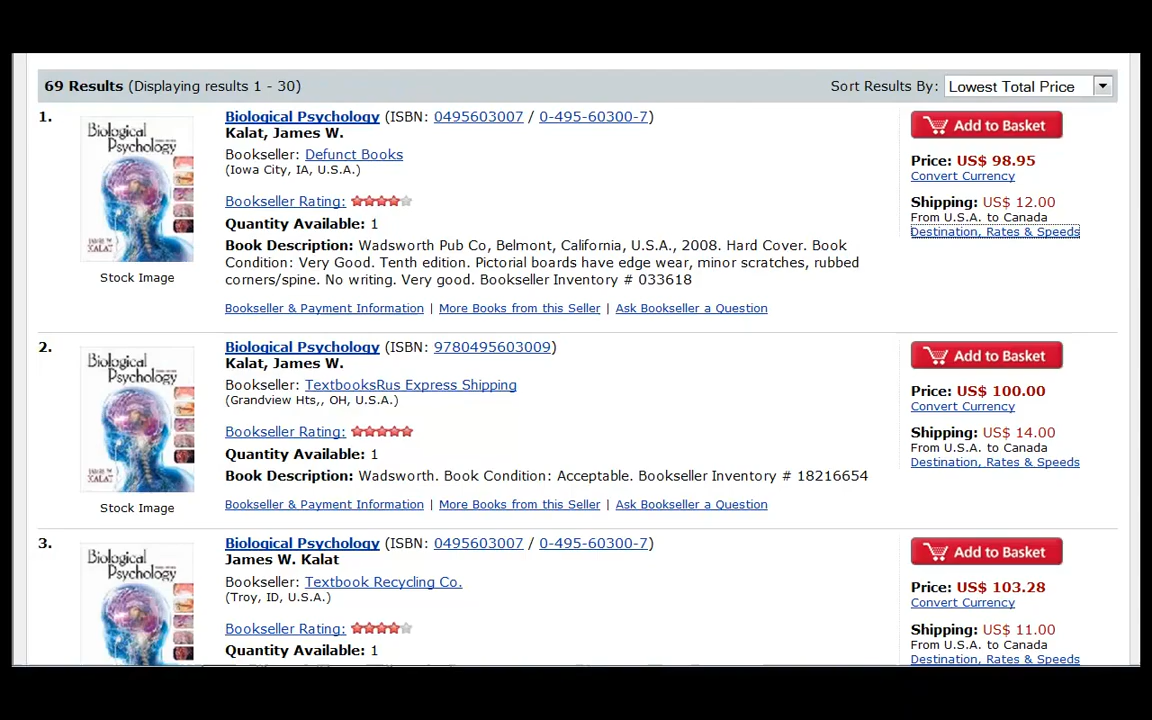 69 Results (Displaying results 1 - 30)
Sort Results By: Lowest Total Price
1.
Biological Psychology
JAMES W. KALAT
Stock Image
Biological Psychology (ISBN: 0495603007 / 0-495-60300-7)
Kalat, James W.
Bookseller: Defunct Books
(Iowa City, IA, U.S.A.)
Bookseller Rating:
Quantity Available: 1
Book Description: Wadsworth Pub Co, Belmont, California, U.S.A., 2008. Hard Cover. Book
Condition: Very Good. Tenth edition. Pictorial boards have edge wear, minor scratches, rubbed
corners/spine. No writing. Very good. Bookseller Inventory # 033618
Bookseller & Payment Information | More Books from this Seller | Ask Bookseller a Question
Add to Basket
Price: US$ 98.95
Convert Currency
Shipping: US$ 12.00
From U.S.A. to Canada
Destination, Rates & Speeds
2.
Biological Psychology
JAMES W. KALAT
Stock Image
Biological Psychology (ISBN: 9780495603009)
Kalat, James W.
Bookseller: TextbooksRus Express Shipping
(Grandview Hts,, OH, U.S.A.)
Bookseller Rating:
Quantity Available: 1
Book Description: Wadsworth. Book Condition: Acceptable. Bookseller Inventory # 18216654
Bookseller & Payment Information | More Books from this Seller | Ask Bookseller a Question
Add to Basket
Price: US$ 100.00
Convert Currency
Shipping: US$ 14.00
From U.S.A. to Canada
Destination, Rates & Speeds
3.
Biological Psychology
Biological Psychology (ISBN: 0495603007 / 0-495-60300-7)
James W. Kalat
Bookseller: Textbook Recycling Co.
(Troy, ID, U.S.A.)
Bookseller Rating:
Quantity Available: 1
Add to Basket
Price: US$ 103.28
Convert Currency
Shipping: US$ 11.00
From U.S.A. to Canada
Destination, Rates & Speeds